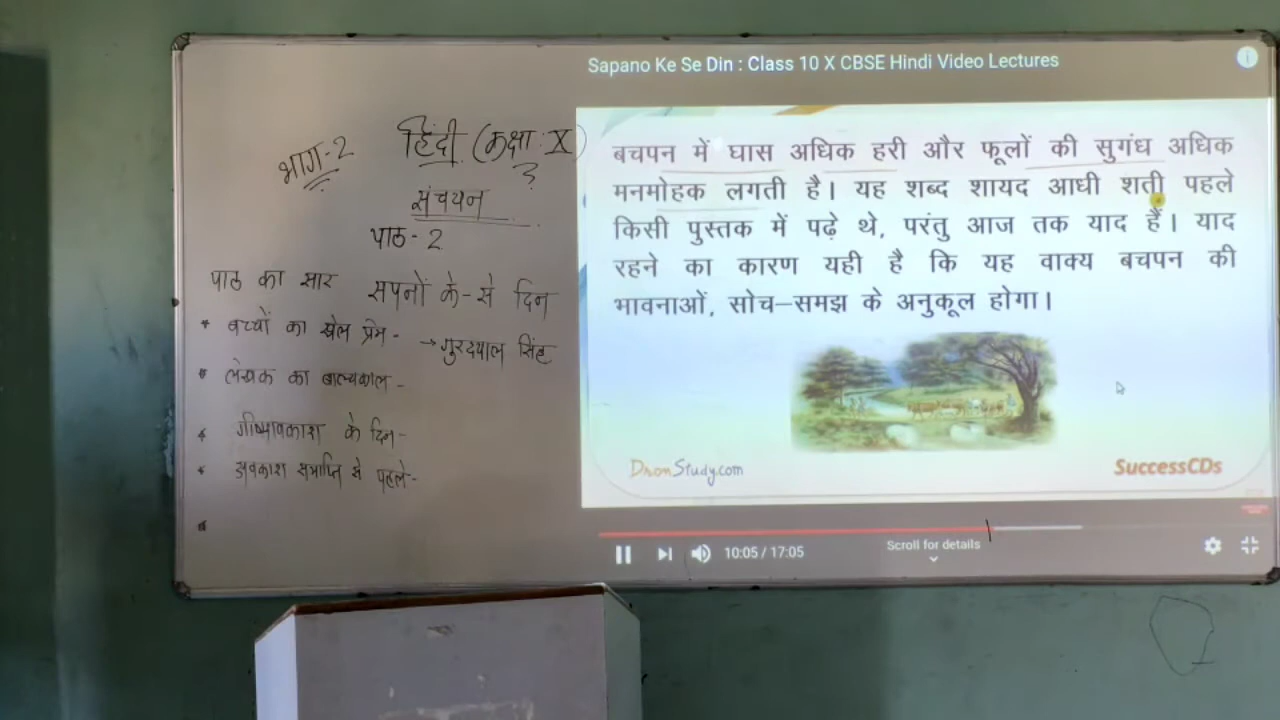 भाग-2
हिंदी (कक्षा: X)
संचयन
पाठ-2
पाठ का सार
सपनों के-से दिन
* बच्चों का खेल प्रेम-
→ गुरदयाल सिंह
* लेखक का बाल्यकाल-
* ग्रीष्मावकाश के दिन-
* अवकाश समाप्ति से पहले-
Sapano Ke Se Din : Class 10 X CBSE Hindi Video Lectures
बचपन में घास अधिक हरी और फूलों की सुगंध अधिक
मनमोहक लगती है। यह शब्द शायद आधी शती पहले
किसी पुस्तक में पढ़े थे, परंतु आज तक याद हैं। याद
रहने का कारण यही है कि यह वाक्य बचपन की
भावनाओं, सोच–समझ के अनुकूल होगा।
DronStudy.com
SuccessCDs
10:05 / 17:05
Scroll for details